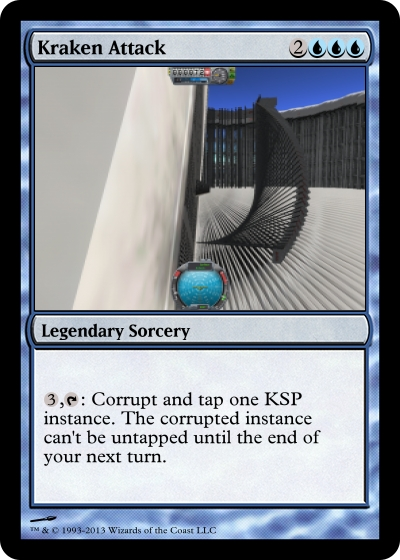 Kraken Attack 2
Legendary Sorcery
3,: Corrupt and tap one KSP
instance. The corrupted instance
can't be untapped until the end of
your next turn.
™ & © 1993-2013 Wizards of the Coast LLC